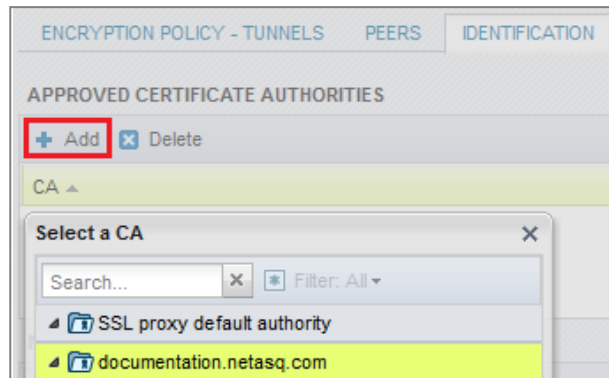 ENCRYPTION POLICY - TUNNELS PEERS IDENTIFICATION
APPROVED CERTIFICATE AUTHORITIES
Add Delete
CA
Select a CA
Search... Filter: All
SSL proxy default authority
documentation.netasq.com